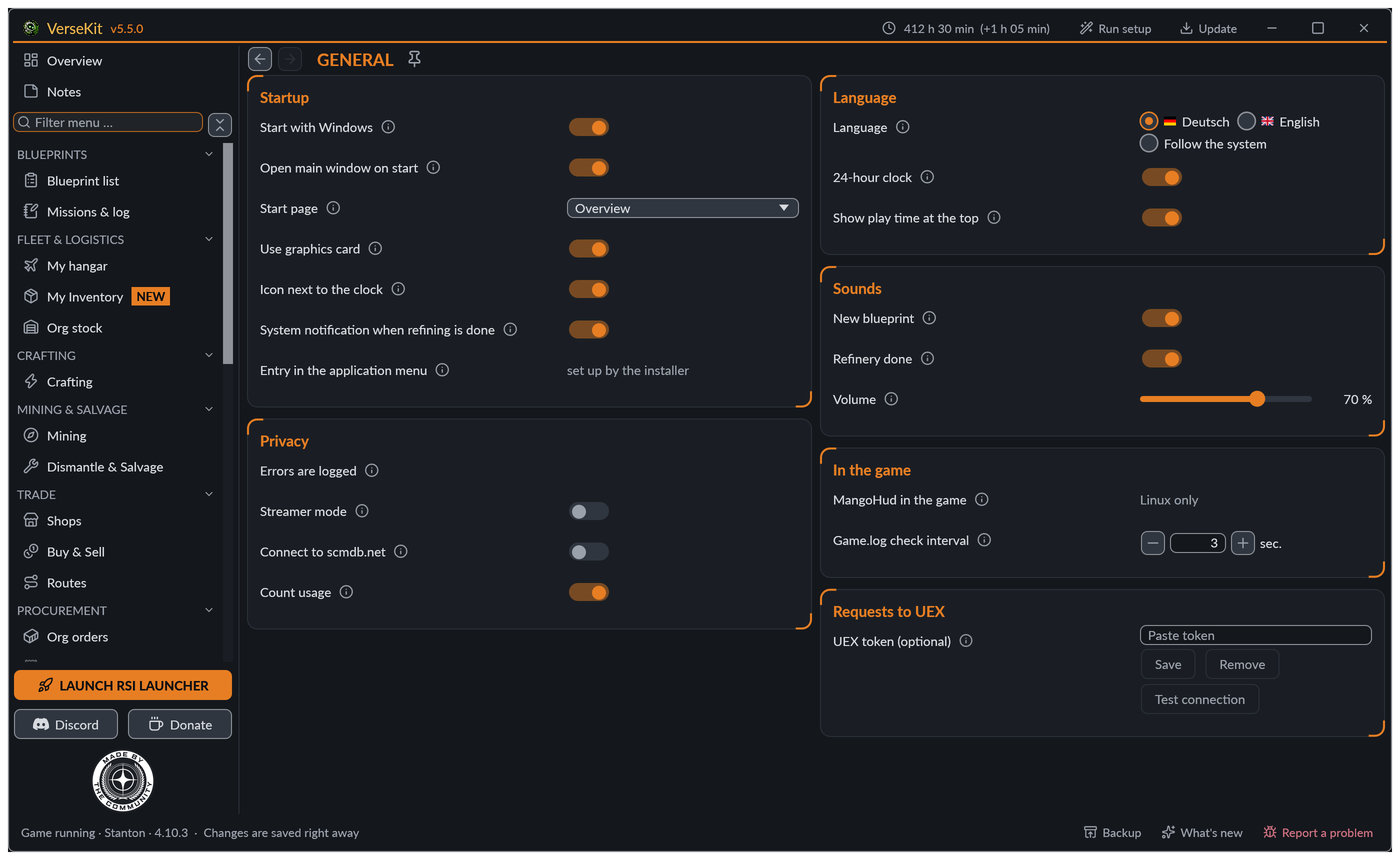 VerseKit v5.5.0
412 h 30 min (+1 h 05 min)
Run setup
Update
Overview
Notes
Filter menu ...
BLUEPRINTS
Blueprint list
Missions & log
FLEET & LOGISTICS
My hangar
My Inventory NEW
Org stock
CRAFTING
Crafting
MINING & SALVAGE
Mining
Dismantle & Salvage
TRADE
Shops
Buy & Sell
Routes
PROCUREMENT
Org orders
LAUNCH RSI LAUNCHER
Discord
Donate
MADE BY THE COMMUNITY
GENERAL
Startup
Start with Windows
Open main window on start
Start page
Overview
Use graphics card
Icon next to the clock
System notification when refining is done
Entry in the application menu
set up by the installer
Privacy
Errors are logged
Streamer mode
Connect to scmdb.net
Count usage
Language
Language
Deutsch
English
Follow the system
24-hour clock
Show play time at the top
Sounds
New blueprint
Refinery done
Volume
70 %
In the game
MangoHud in the game
Linux only
Game.log check interval
3
sec.
Requests to UEX
UEX token (optional)
Paste token
Save
Remove
Test connection
Game running · Stanton · 4.10.3 · Changes are saved right away
Backup
What's new
Report a problem